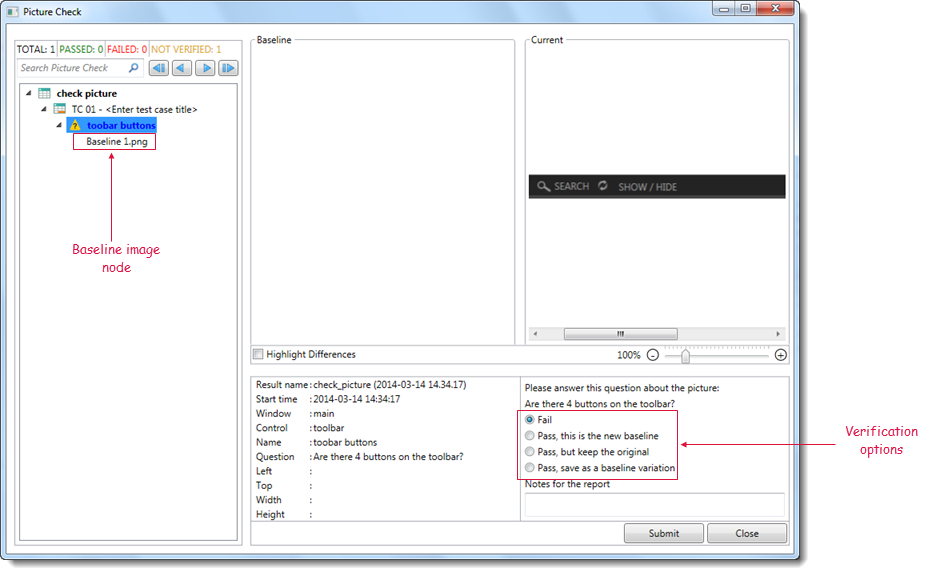 Picture Check
TOTAL: 1 PASSED: 0 FAILED: 0 NOT VERIFIED: 1
Search Picture Check
check picture
TC 01 - <Enter test case title>
toobar buttons
Baseline 1.png
Baseline image
node
Baseline
Current
SEARCH SHOW / HIDE
Highlight Differences
100%
Result name : check_picture (2014-03-14 14.34.17)
Start time : 2014-03-14 14:34:17
Window : main
Control : toolbar
Name : toobar buttons
Question : Are there 4 buttons on the toolbar?
Left :
Top :
Width :
Height :
Please answer this question about the picture:
Are there 4 buttons on the toolbar?
Fail
Pass, this is the new baseline
Pass, but keep the original
Pass, save as a baseline variation
Notes for the report
Verification
options
Submit
Close